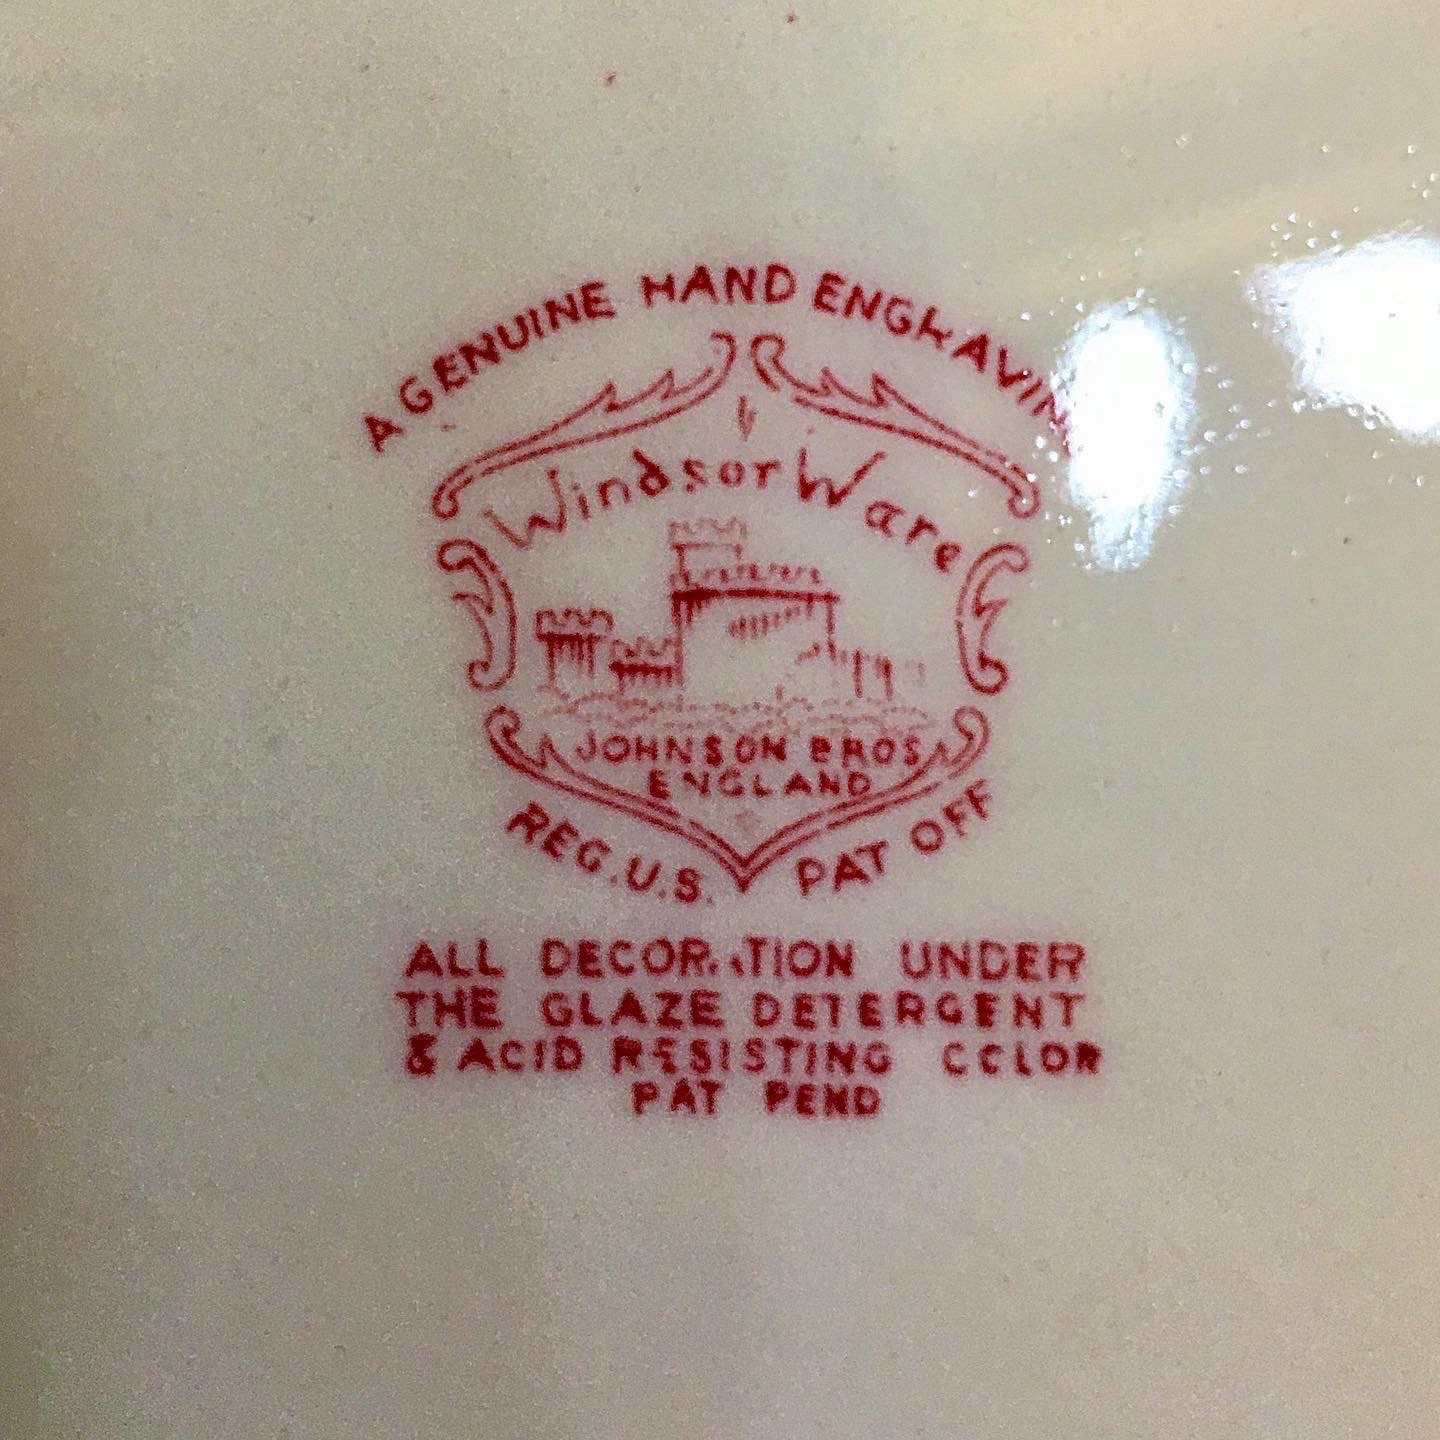 A GENUINE HAND ENGRAVING
Windsor Ware
JOHNSON BROS
ENGLAND
REG. U.S. PAT OFF
ALL DECORATION UNDER
THE GLAZE DETERGENT
& ACID RESISTING COLOR
PAT PEND